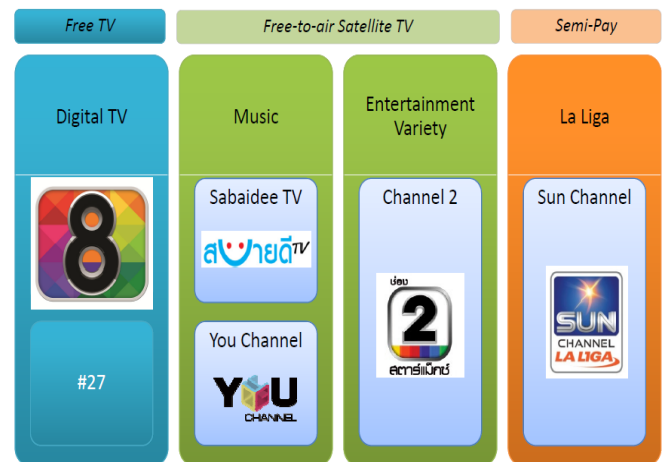 Free TV
Free-to-air Satellite TV
Semi-Pay
Digital TV
8
#27
Music
Sabaidee TV
สบายดี TV
You Channel
YOU
CHANNEL
Entertainment
Variety
Channel 2
ช่อง
2
สตาร์แม็กซ์
La Liga
Sun Channel
SUN
CHANNEL
LA LIGA